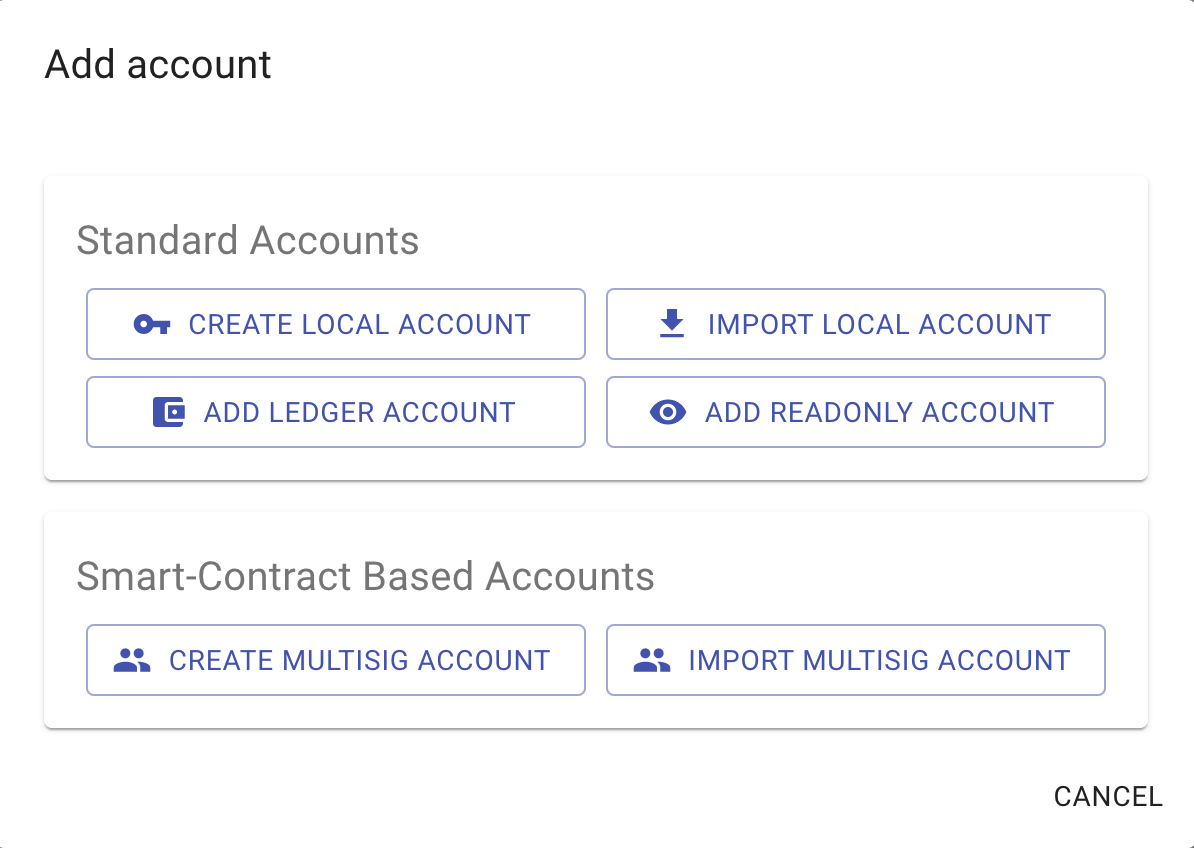 Add account
Standard Accounts
CREATE LOCAL ACCOUNT
IMPORT LOCAL ACCOUNT
ADD LEDGER ACCOUNT
ADD READONLY ACCOUNT
Smart-Contract Based Accounts
CREATE MULTISIG ACCOUNT
IMPORT MULTISIG ACCOUNT
CANCEL